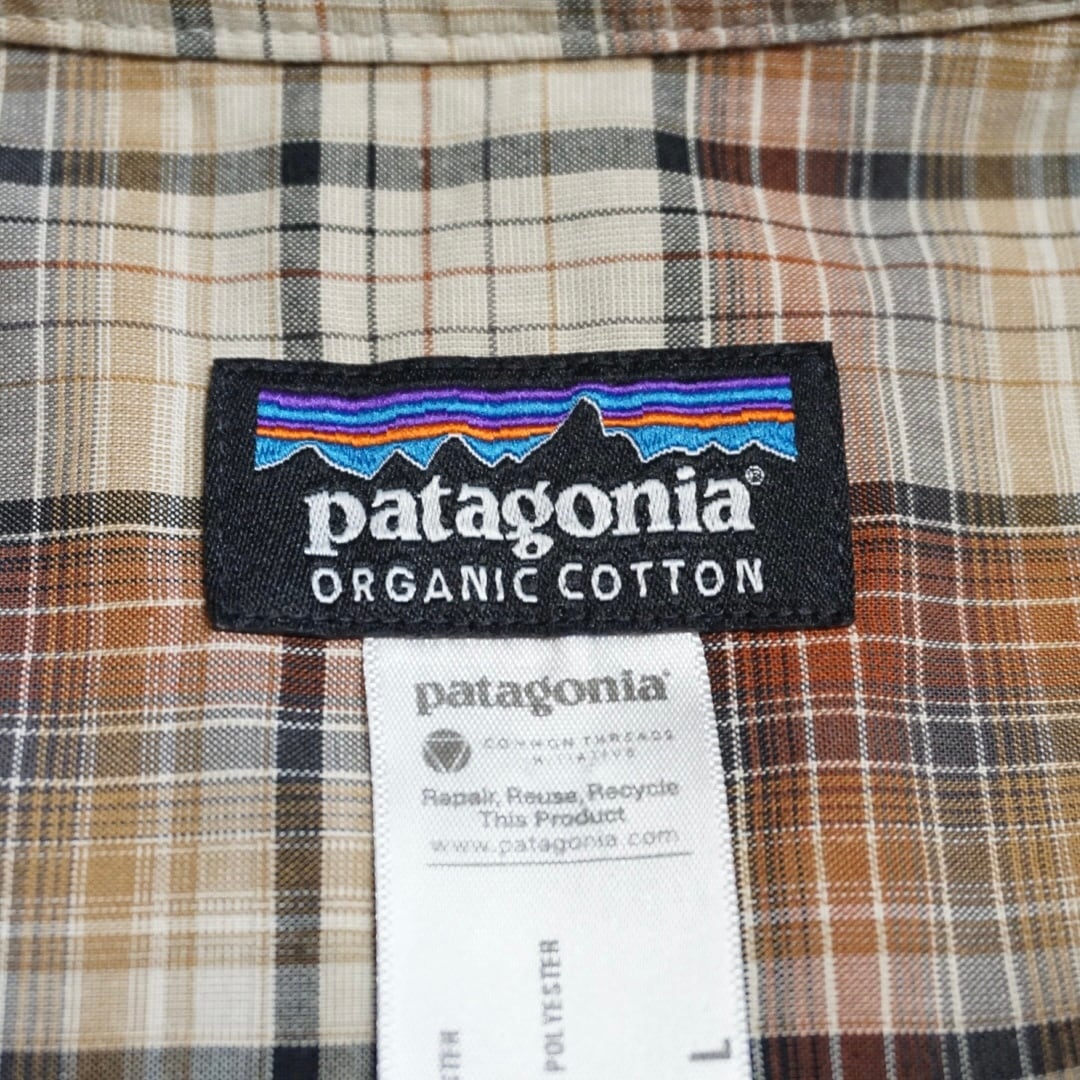 patagonia®
ORGANIC COTTON
patagonia®
COMMON THREADS
INITIATIVE
Repair, Reuse, Recycle
This Product
www.patagonia.com
POLYESTER
L